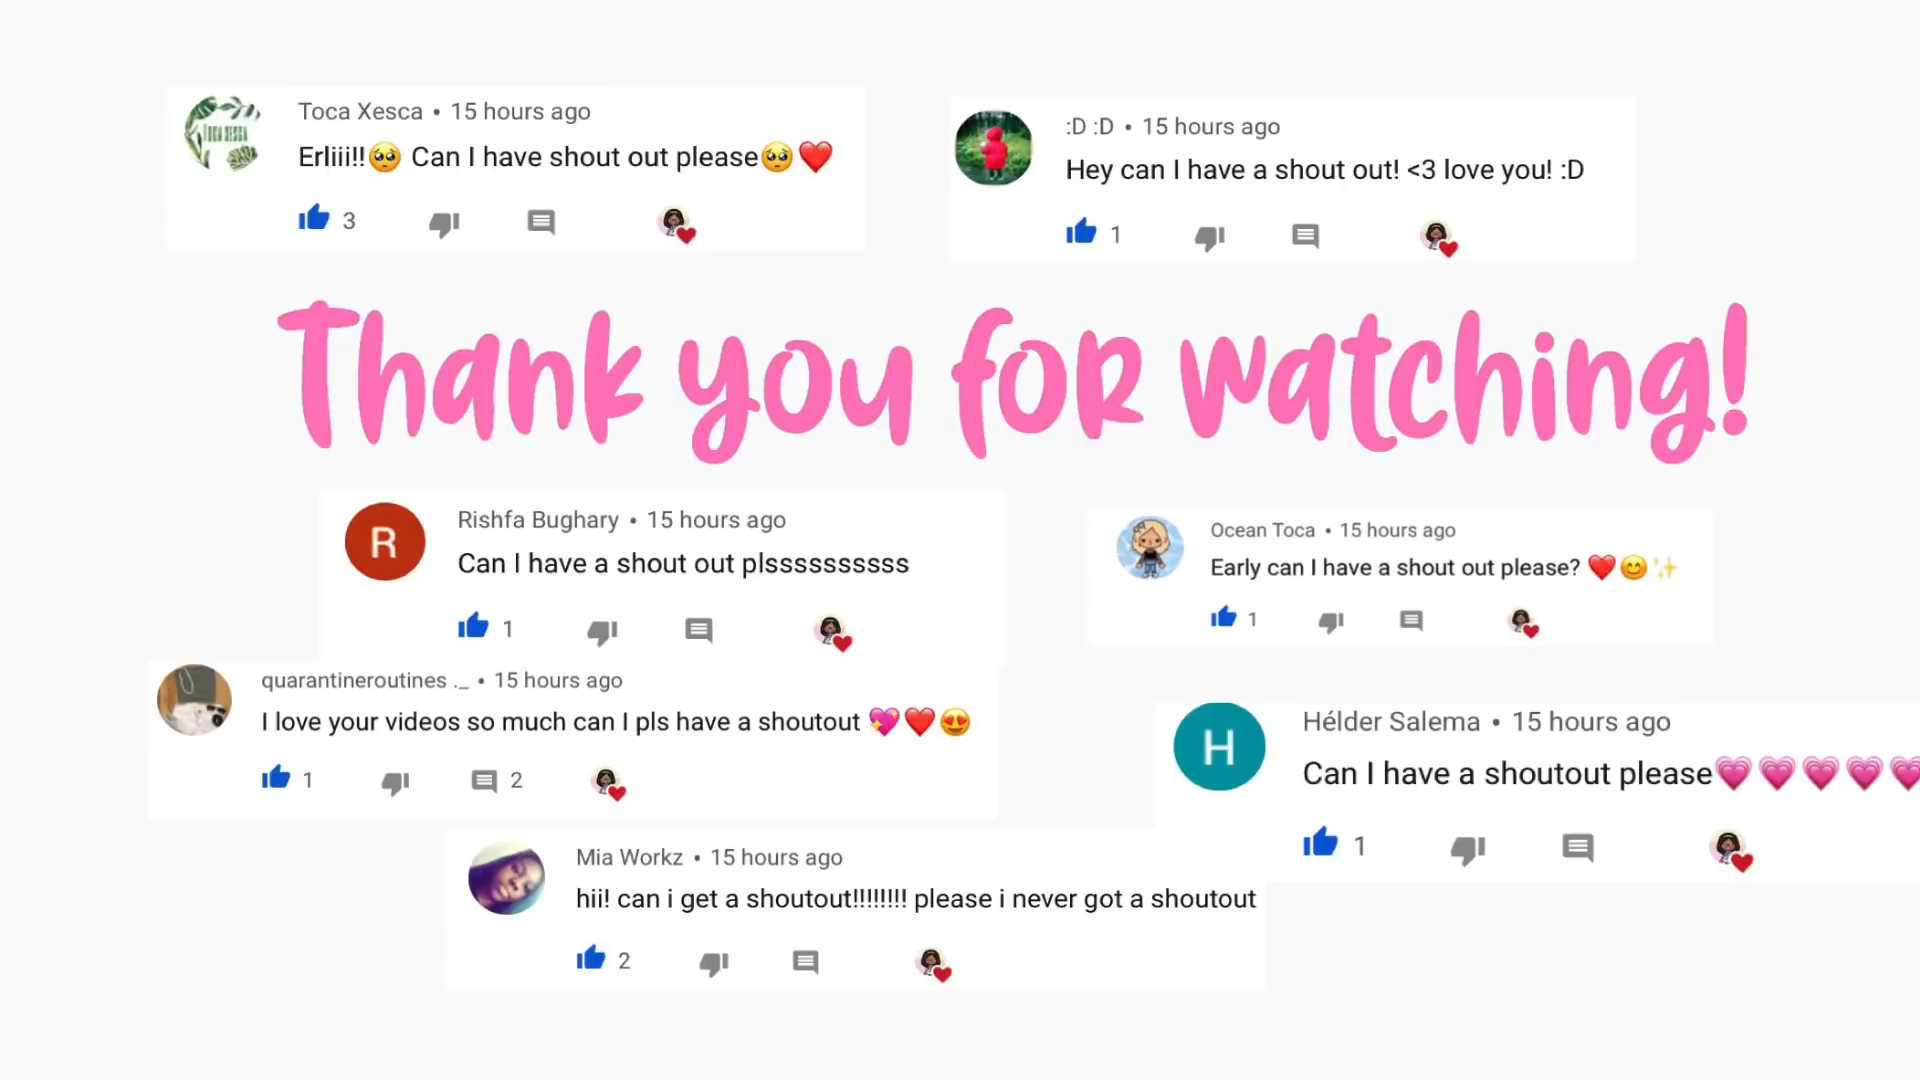 Toca Xesca • 15 hours ago
Erliii!!🥺 Can I have shout out please🥺❤️
3
:D :D • 15 hours ago
Hey can I have a shout out! <3 love you! :D
1
Thank you for watching!
R
Rishfa Bughary • 15 hours ago
Can I have a shout out plsssssssssss
1
Ocean Toca • 15 hours ago
Early can I have a shout out please? ❤️😊✨
1
quarantineroutines ._ • 15 hours ago
I love your videos so much can I pls have a shoutout 💖❤️😍
1 2
H
Hélder Salema • 15 hours ago
Can I have a shoutout please💗💗💗💗💗
1
Mia Workz • 15 hours ago
hii! can i get a shoutout!!!!!!!! please i never got a shoutout
2